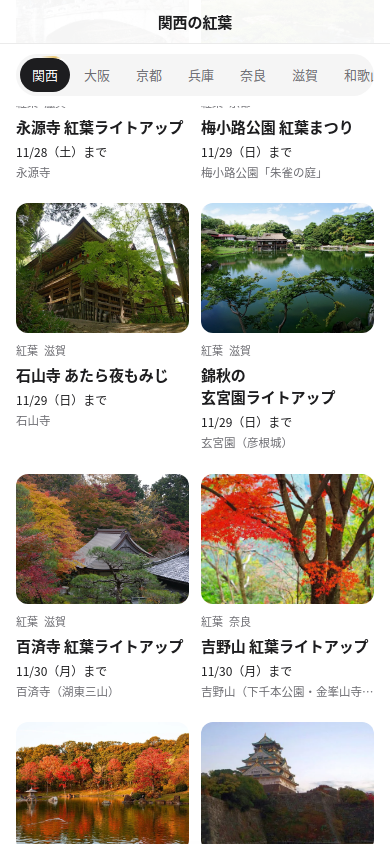 関西の紅葉
関西 大阪 京都 兵庫 奈良 滋賀
永源寺 紅葉ライトアップ
11/28（土）まで
永源寺
梅小路公園 紅葉まつり
11/29（日）まで
梅小路公園「朱雀の庭」
紅葉 滋賀
石山寺 あたら夜もみじ
11/29（日）まで
石山寺
紅葉 滋賀
錦秋の
玄宮園ライトアップ
11/29（日）まで
玄宮園（彦根城）
紅葉 滋賀
百済寺 紅葉ライトアップ
11/30（月）まで
百済寺（湖東三山）
紅葉 奈良
吉野山 紅葉ライトアップ
11/30（月）まで
吉野山（下千本公園・金峯山寺…